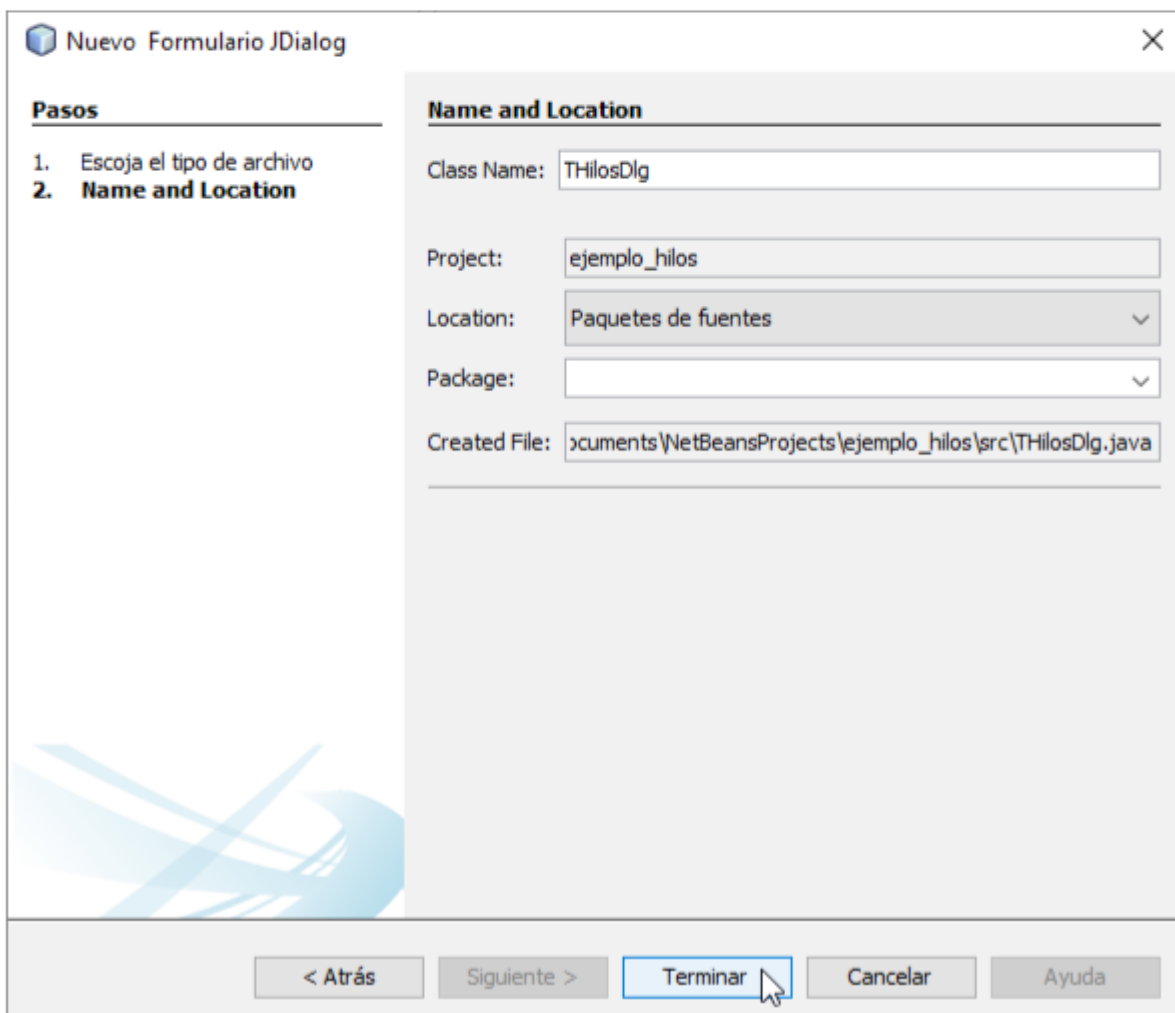 Nuevo Formulario JDialog
Pasos
1. Escoja el tipo de archivo
2. Name and Location
Name and Location
Class Name: THilosDlg
Project: ejemplo_hilos
Location: Paquetes de fuentes
Package:
Created File: ocuments\NetBeansProjects\ejemplo_hilos\src\THilosDlg.java
< Atrás
Siguiente >
Terminar
Cancelar
Ayuda